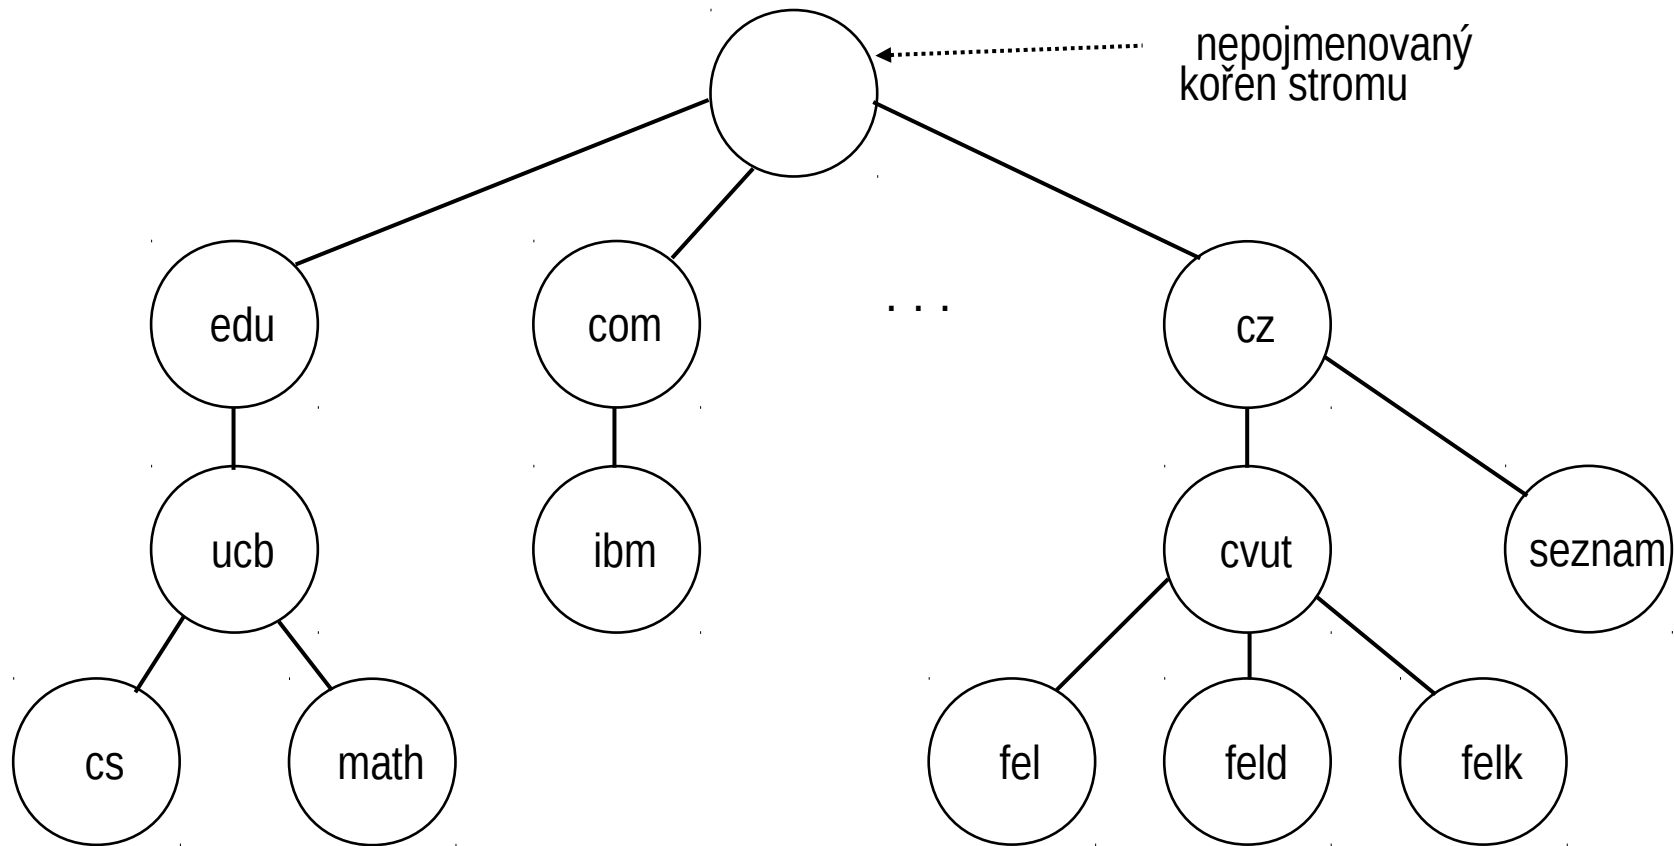 nepojmenovaný
kořen stromu
edu
com
. . .
cz
ucb
ibm
cvut
seznam
cs
math
fel
feld
felk